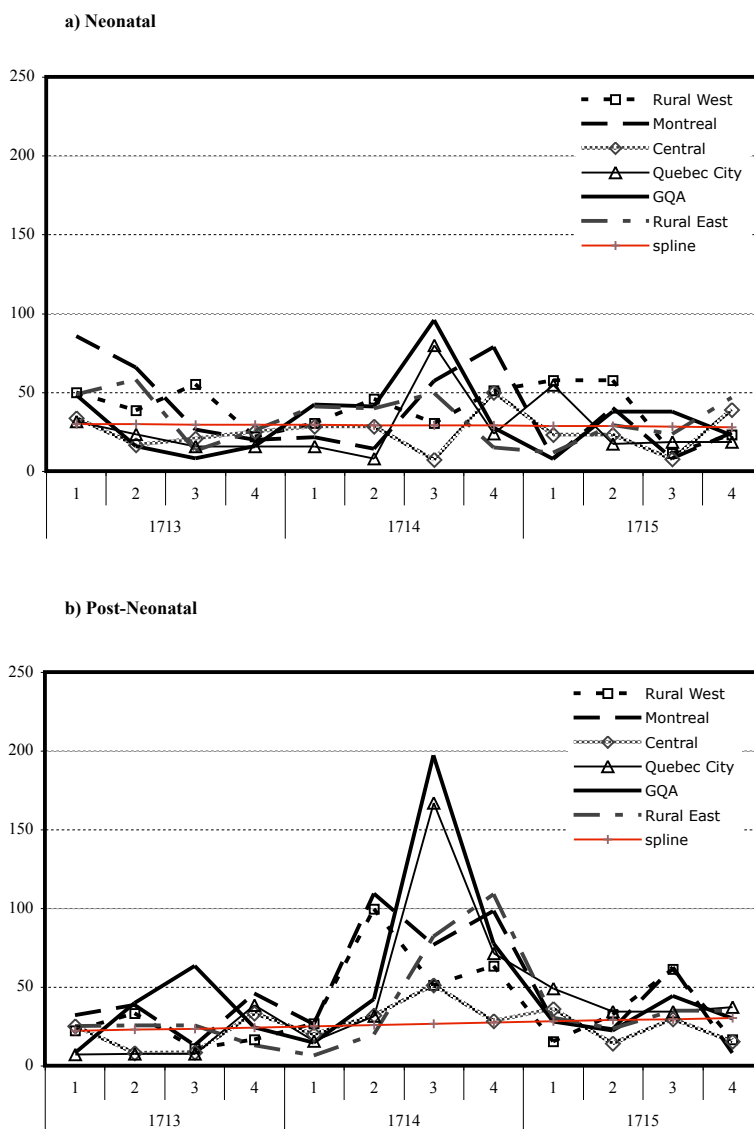 a) Neonatal
250
200
150
100
50
0
Rural West
Montreal
Central
Quebec City
GQA
Rural East
spline
1 2 3 4 1 2 3 4 1 2 3 4
1713 1714 1715
b) Post-Neonatal
250
200
150
100
50
0
Rural West
Montreal
Central
Quebec City
GQA
Rural East
spline
1 2 3 4 1 2 3 4 1 2 3 4
1713 1714 1715